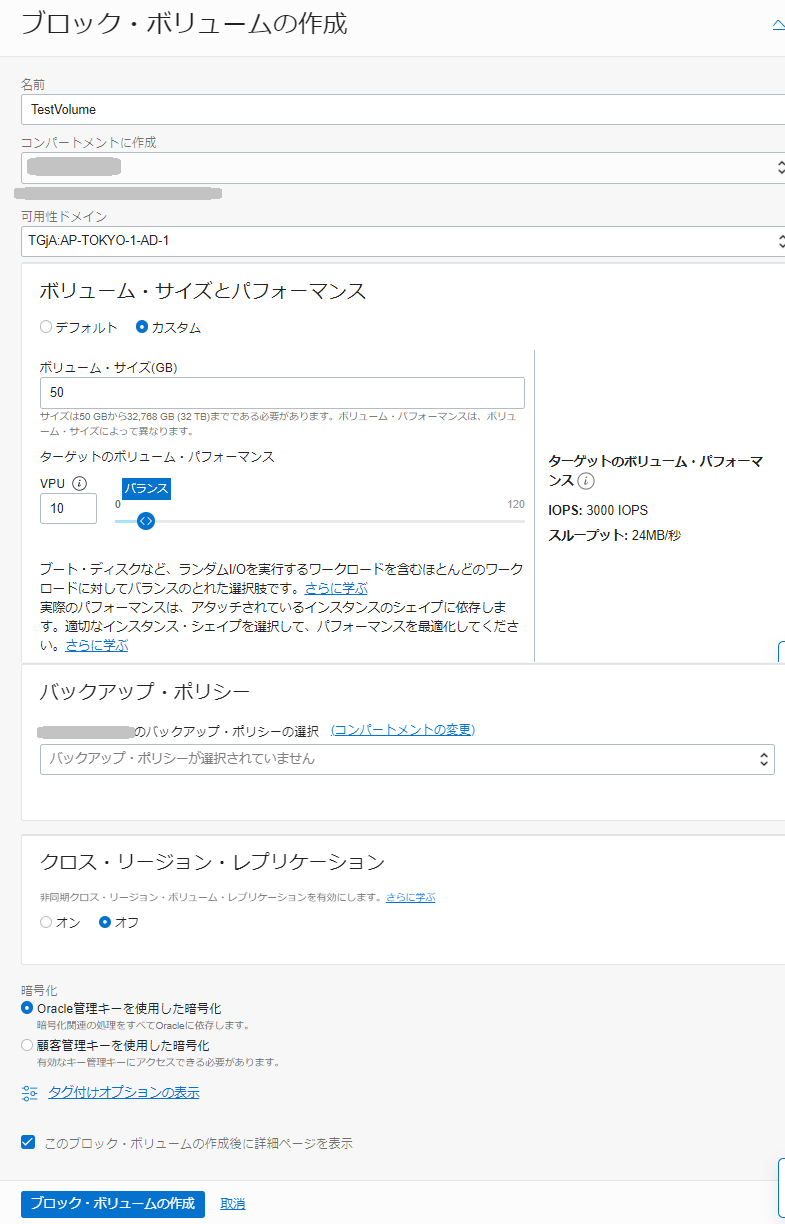 ブロック・ボリュームの作成
名前
TestVolume
コンパートメントに作成
可用性ドメイン
TGjA:AP-TOKYO-1-AD-1
ボリューム・サイズとパフォーマンス
デフォルト カスタム
ボリューム・サイズ(GB)
50
サイズは50 GBから32,768 GB (32 TB)までである必要があります。ボリューム・パフォーマンスは、ボリュ
ーム・サイズによって異なります。
ターゲットのボリューム・パフォーマンス
VPU
バランス
10
0
120
ブート・ディスクなど、ランダムI/Oを実行するワークロードを含むほとんどのワーク
ロードに対してバランスのとれた選択肢です。さらに学ぶ
実際のパフォーマンスは、アタッチされているインスタンスのシェイプに依存しま
す。適切なインスタンス・シェイプを選択して、パフォーマンスを最適化してくださ
い。さらに学ぶ
ターゲットのボリューム・パフォーマ
ンス
IOPS: 3000 IOPS
スループット: 24MB/秒
バックアップ・ポリシー
のバックアップ・ポリシーの選択 (コンパートメントの変更)
バックアップ・ポリシーが選択されていません
クロス・リージョン・レプリケーション
非同期クロス・リージョン・ボリューム・レプリケーションを有効にします。さらに学ぶ
オン オフ
暗号化
Oracle管理キーを使用した暗号化
暗号化関連の処理をすべてOracleに依存します。
顧客管理キーを使用した暗号化
有効なキー管理キーにアクセスできる必要があります。
タグ付けオプションの表示
このブロック・ボリュームの作成後に詳細ページを表示
ブロック・ボリュームの作成 取消